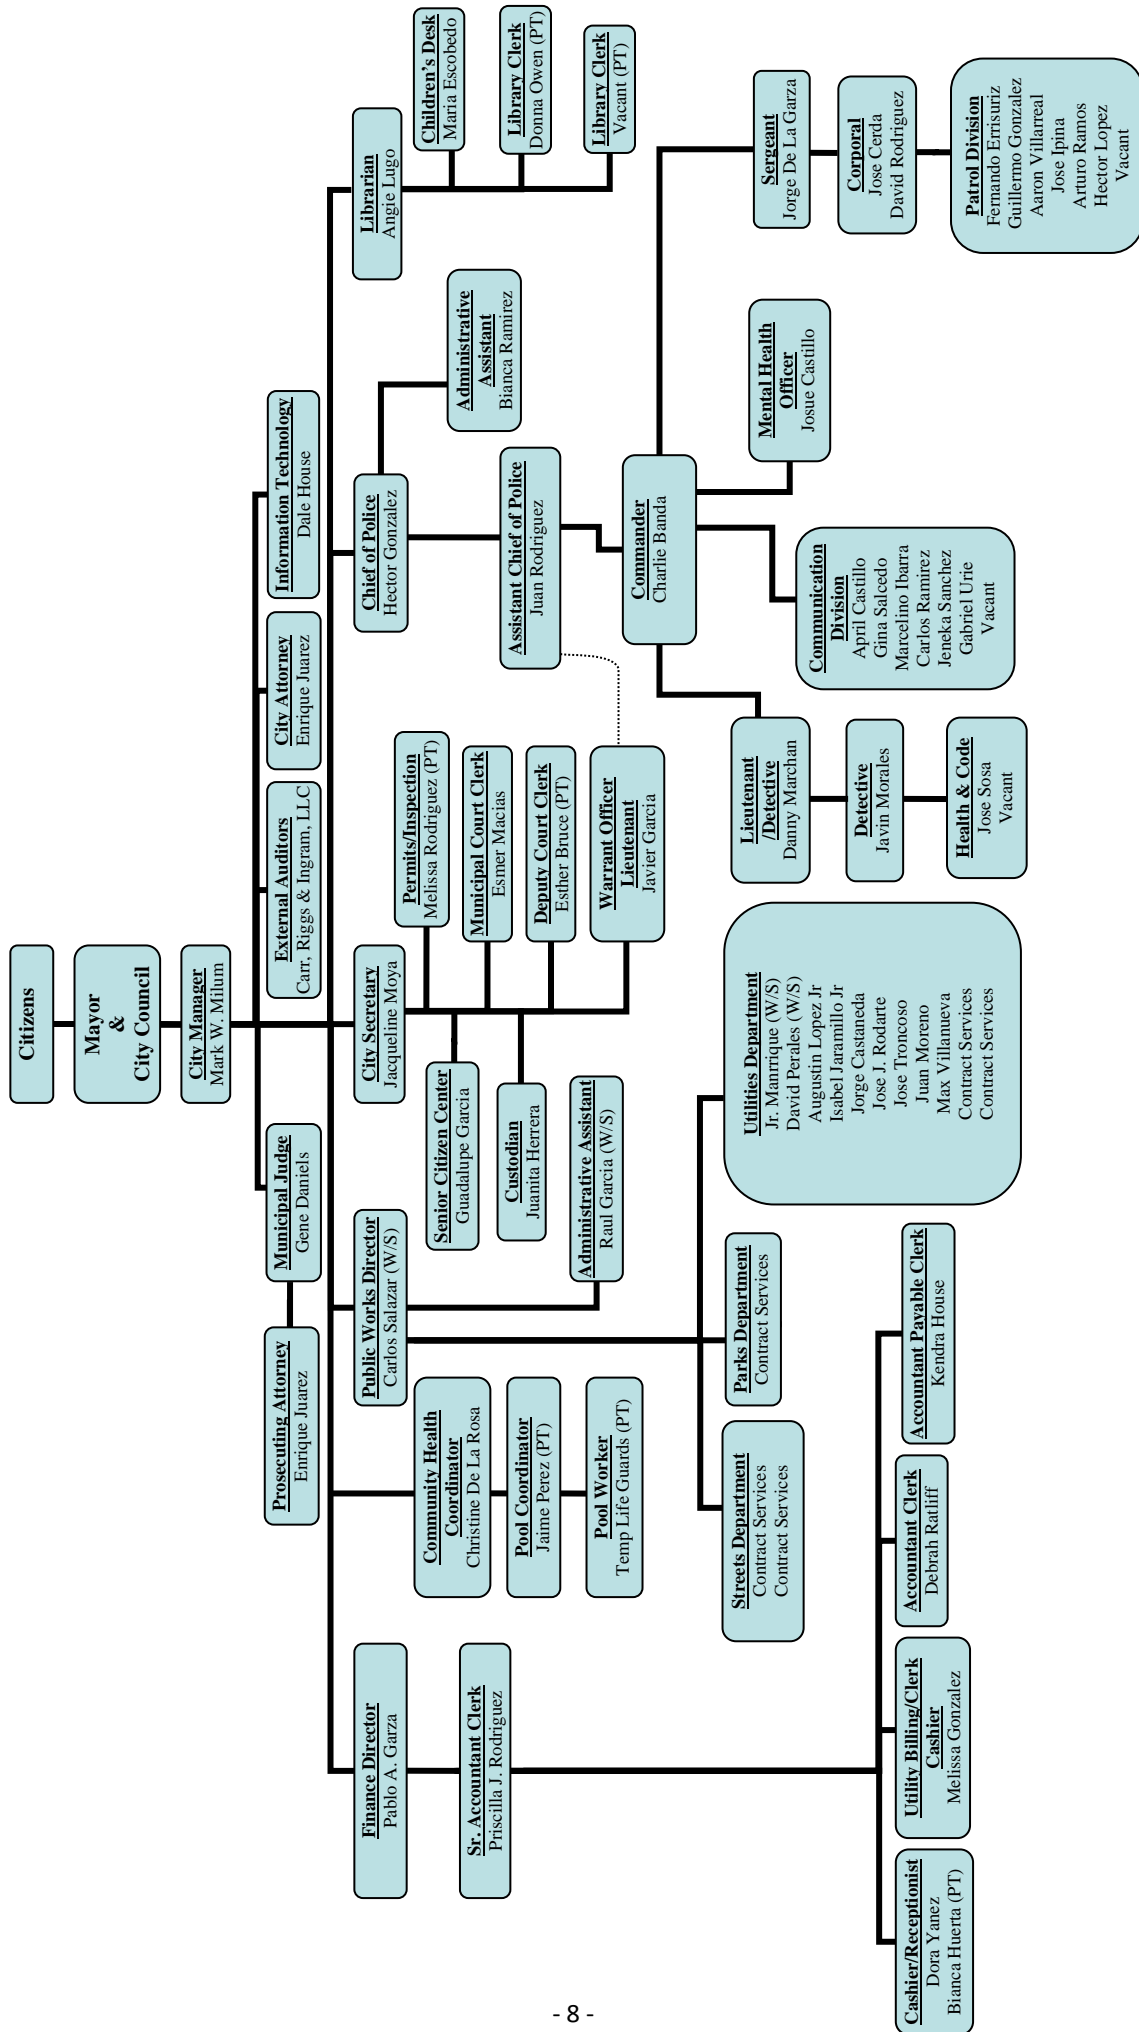 Citizens
Mayor
&
City Council
City Manager
Mark W. Milum
Prosecuting Attorney
Enrique Juarez
Municipal Judge
Gene Daniels
External Auditors
Carr, Riggs & Ingram, LLC
City Attorney
Enrique Juarez
Information Technology
Dale House
Finance Director
Pablo A. Garza
Sr. Accountant Clerk
Priscilla J. Rodriguez
Cashier/Receptionist
Dora Yanez
Bianca Huerta (PT)
Utility Billing/Clerk
Cashier
Melissa Gonzalez
Accountant Clerk
Debrah Ratliff
Accountant Payable Clerk
Kendra House
Community Health
Coordinator
Christine De La Rosa
Pool Coordinator
Jaime Perez (PT)
Pool Worker
Temp Life Guards (PT)
Public Works Director
Carlos Salazar (W/S)
Administrative Assistant
Raul Garcia (W/S)
Streets Department
Contract Services
Contract Services
Parks Department
Contract Services
Utilities Department
Jr. Manrrique (W/S)
David Perales (W/S)
Augustin Lopez Jr
Isabel Jaramillo Jr
Jorge Castaneda
Jose J. Rodarte
Jose Troncoso
Juan Moreno
Max Villanueva
Contract Services
Contract Services
City Secretary
Jacqueline Moya
Senior Citizen Center
Guadalupe Garcia
Custodian
Juanita Herrera
Permits/Inspection
Melissa Rodriguez (PT)
Municipal Court Clerk
Esmer Macias
Deputy Court Clerk
Esther Bruce (PT)
Warrant Officer
Lieutenant
Javier Garcia
Chief of Police
Hector Gonzalez
Administrative
Assistant
Bianca Ramirez
Assistant Chief of Police
Juan Rodriguez
Commander
Charlie Banda
Lieutenant
/Detective
Danny Marchan
Detective
Javin Morales
Health & Code
Jose Sosa
Vacant
Communication
Division
April Castillo
Gina Salcedo
Marcelino Ibarra
Carlos Ramirez
Jeneka Sanchez
Gabriel Urie
Vacant
Mental Health
Officer
Josue Castillo
Sergeant
Jorge De La Garza
Corporal
Jose Cerda
David Rodriguez
Patrol Division
Fernando Errisuriz
Guillermo Gonzalez
Aaron Villarreal
Jose Ipina
Arturo Ramos
Hector Lopez
Vacant
Librarian
Angie Lugo
Children's Desk
Maria Escobedo
Library Clerk
Donna Owen (PT)
Library Clerk
Vacant (PT)
- 8 -